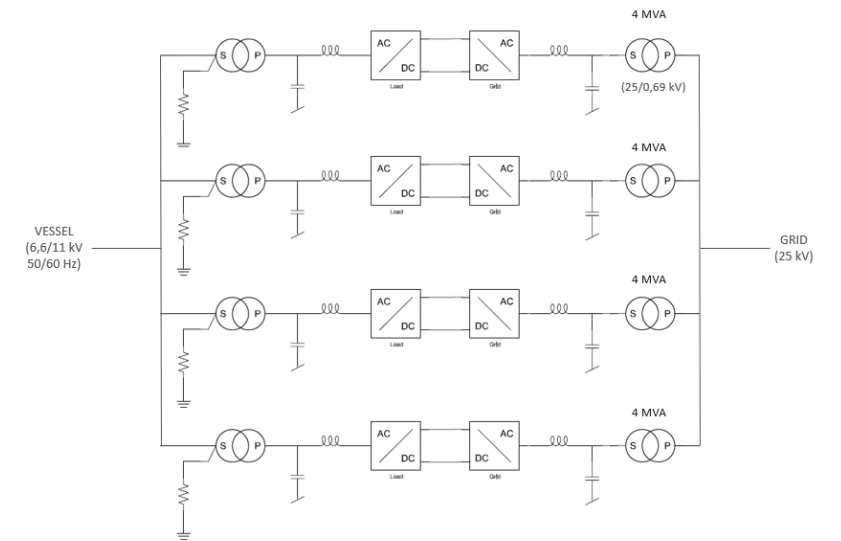 4 MVA
S P AC DC AC DC S P
Load Grid
(25/0,69 kV)
4 MVA
S P AC DC AC DC S P
Load Grid
VESSEL
(6,6/11 kV
50/60 Hz)
GRID
(25 kV)
4 MVA
S P AC DC AC DC S P
Load Grid
4 MVA
S P AC DC AC DC S P
Load Grid